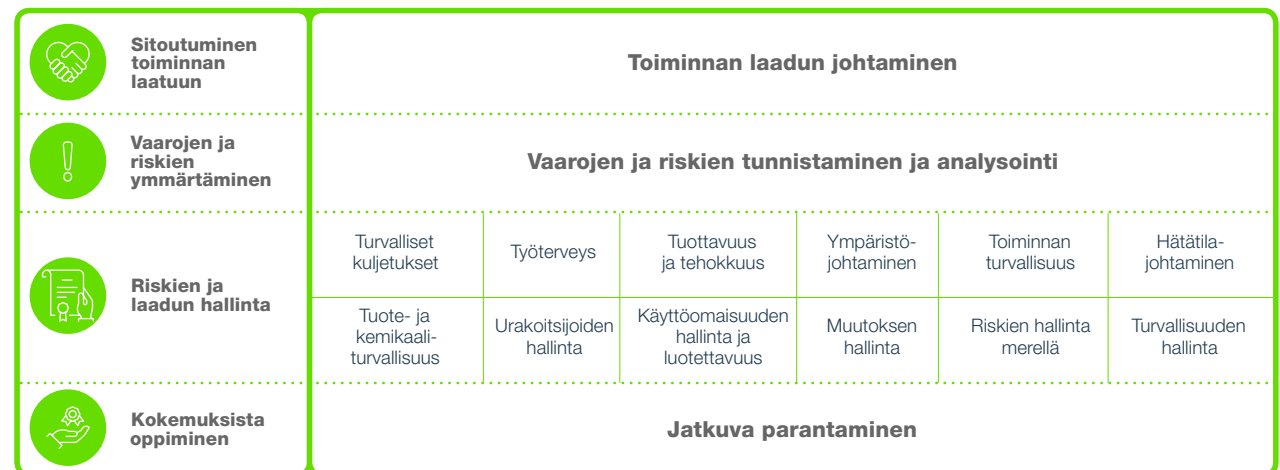 Sitoutuminen
toiminnan
laatuun
Toiminnan laadun johtaminen
Vaarojen ja
riskien
ymmärtäminen
Vaarojen ja riskien tunnistaminen ja analysointi
Riskien ja
laadun hallinta
Turvalliset
kuljetukset
Työterveys
Tuottavuus
ja tehokkuus
Ympäristö-
johtaminen
Toiminnan
turvallisuus
Hätätila-
johtaminen
Tuote- ja
kemikaali-
turvallisuus
Urakoitsijoiden
hallinta
Käyttöomaisuuden
hallinta ja
luotettavuus
Muutoksen
hallinta
Riskien hallinta
merellä
Turvallisuuden
hallinta
Kokemuksista
oppiminen
Jatkuva parantaminen